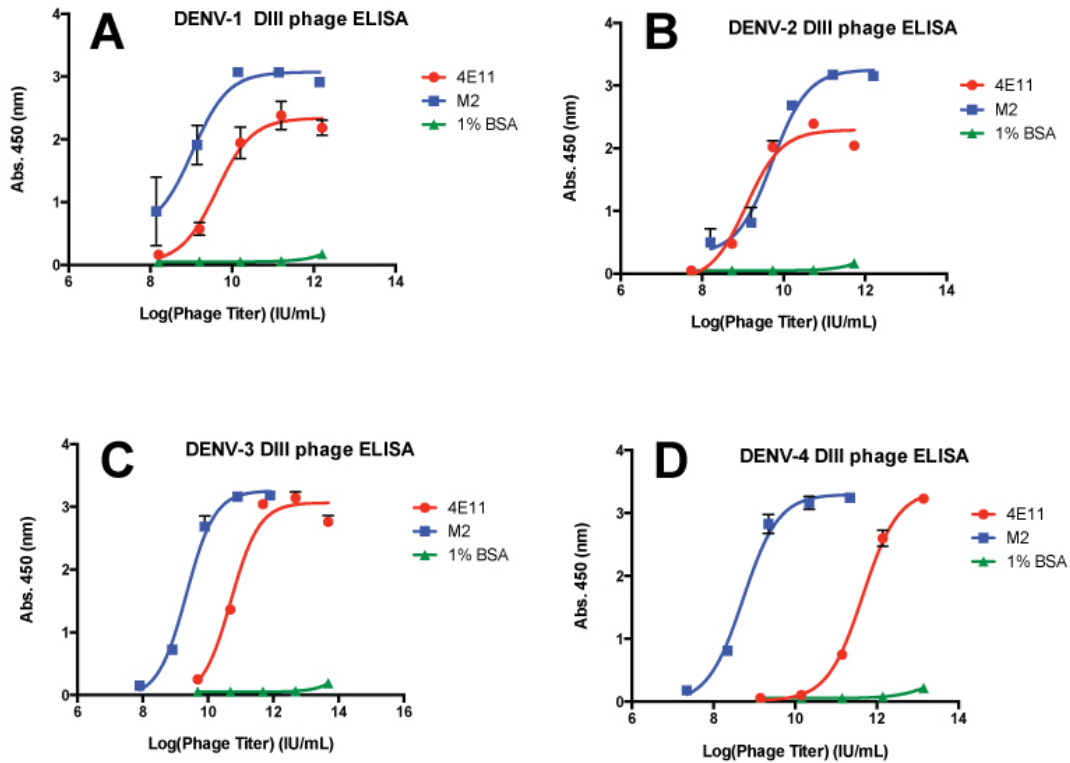 A
DENV-1 DIII phage ELISA
Abs. 450 (nm)
4
3
2
1
0
6 8 10 12 14
Log(Phage Titer) (IU/mL)
4E11
M2
1% BSA
B
DENV-2 DIII phage ELISA
Abs. 450 (nm)
4
3
2
1
0
6 8 10 12 14
Log(Phage Titer) (IU/mL)
4E11
M2
1% BSA
C
DENV-3 DIII phage ELISA
Abs. 450 (nm)
4
3
2
1
0
6 8 10 12 14 16
Log(Phage Titer) (IU/mL)
4E11
M2
1% BSA
D
DENV-4 DIII phage ELISA
Abs. 450 (nm)
4
3
2
1
0
6 8 10 12 14
Log(Phage Titer) (IU/mL)
4E11
M2
1% BSA